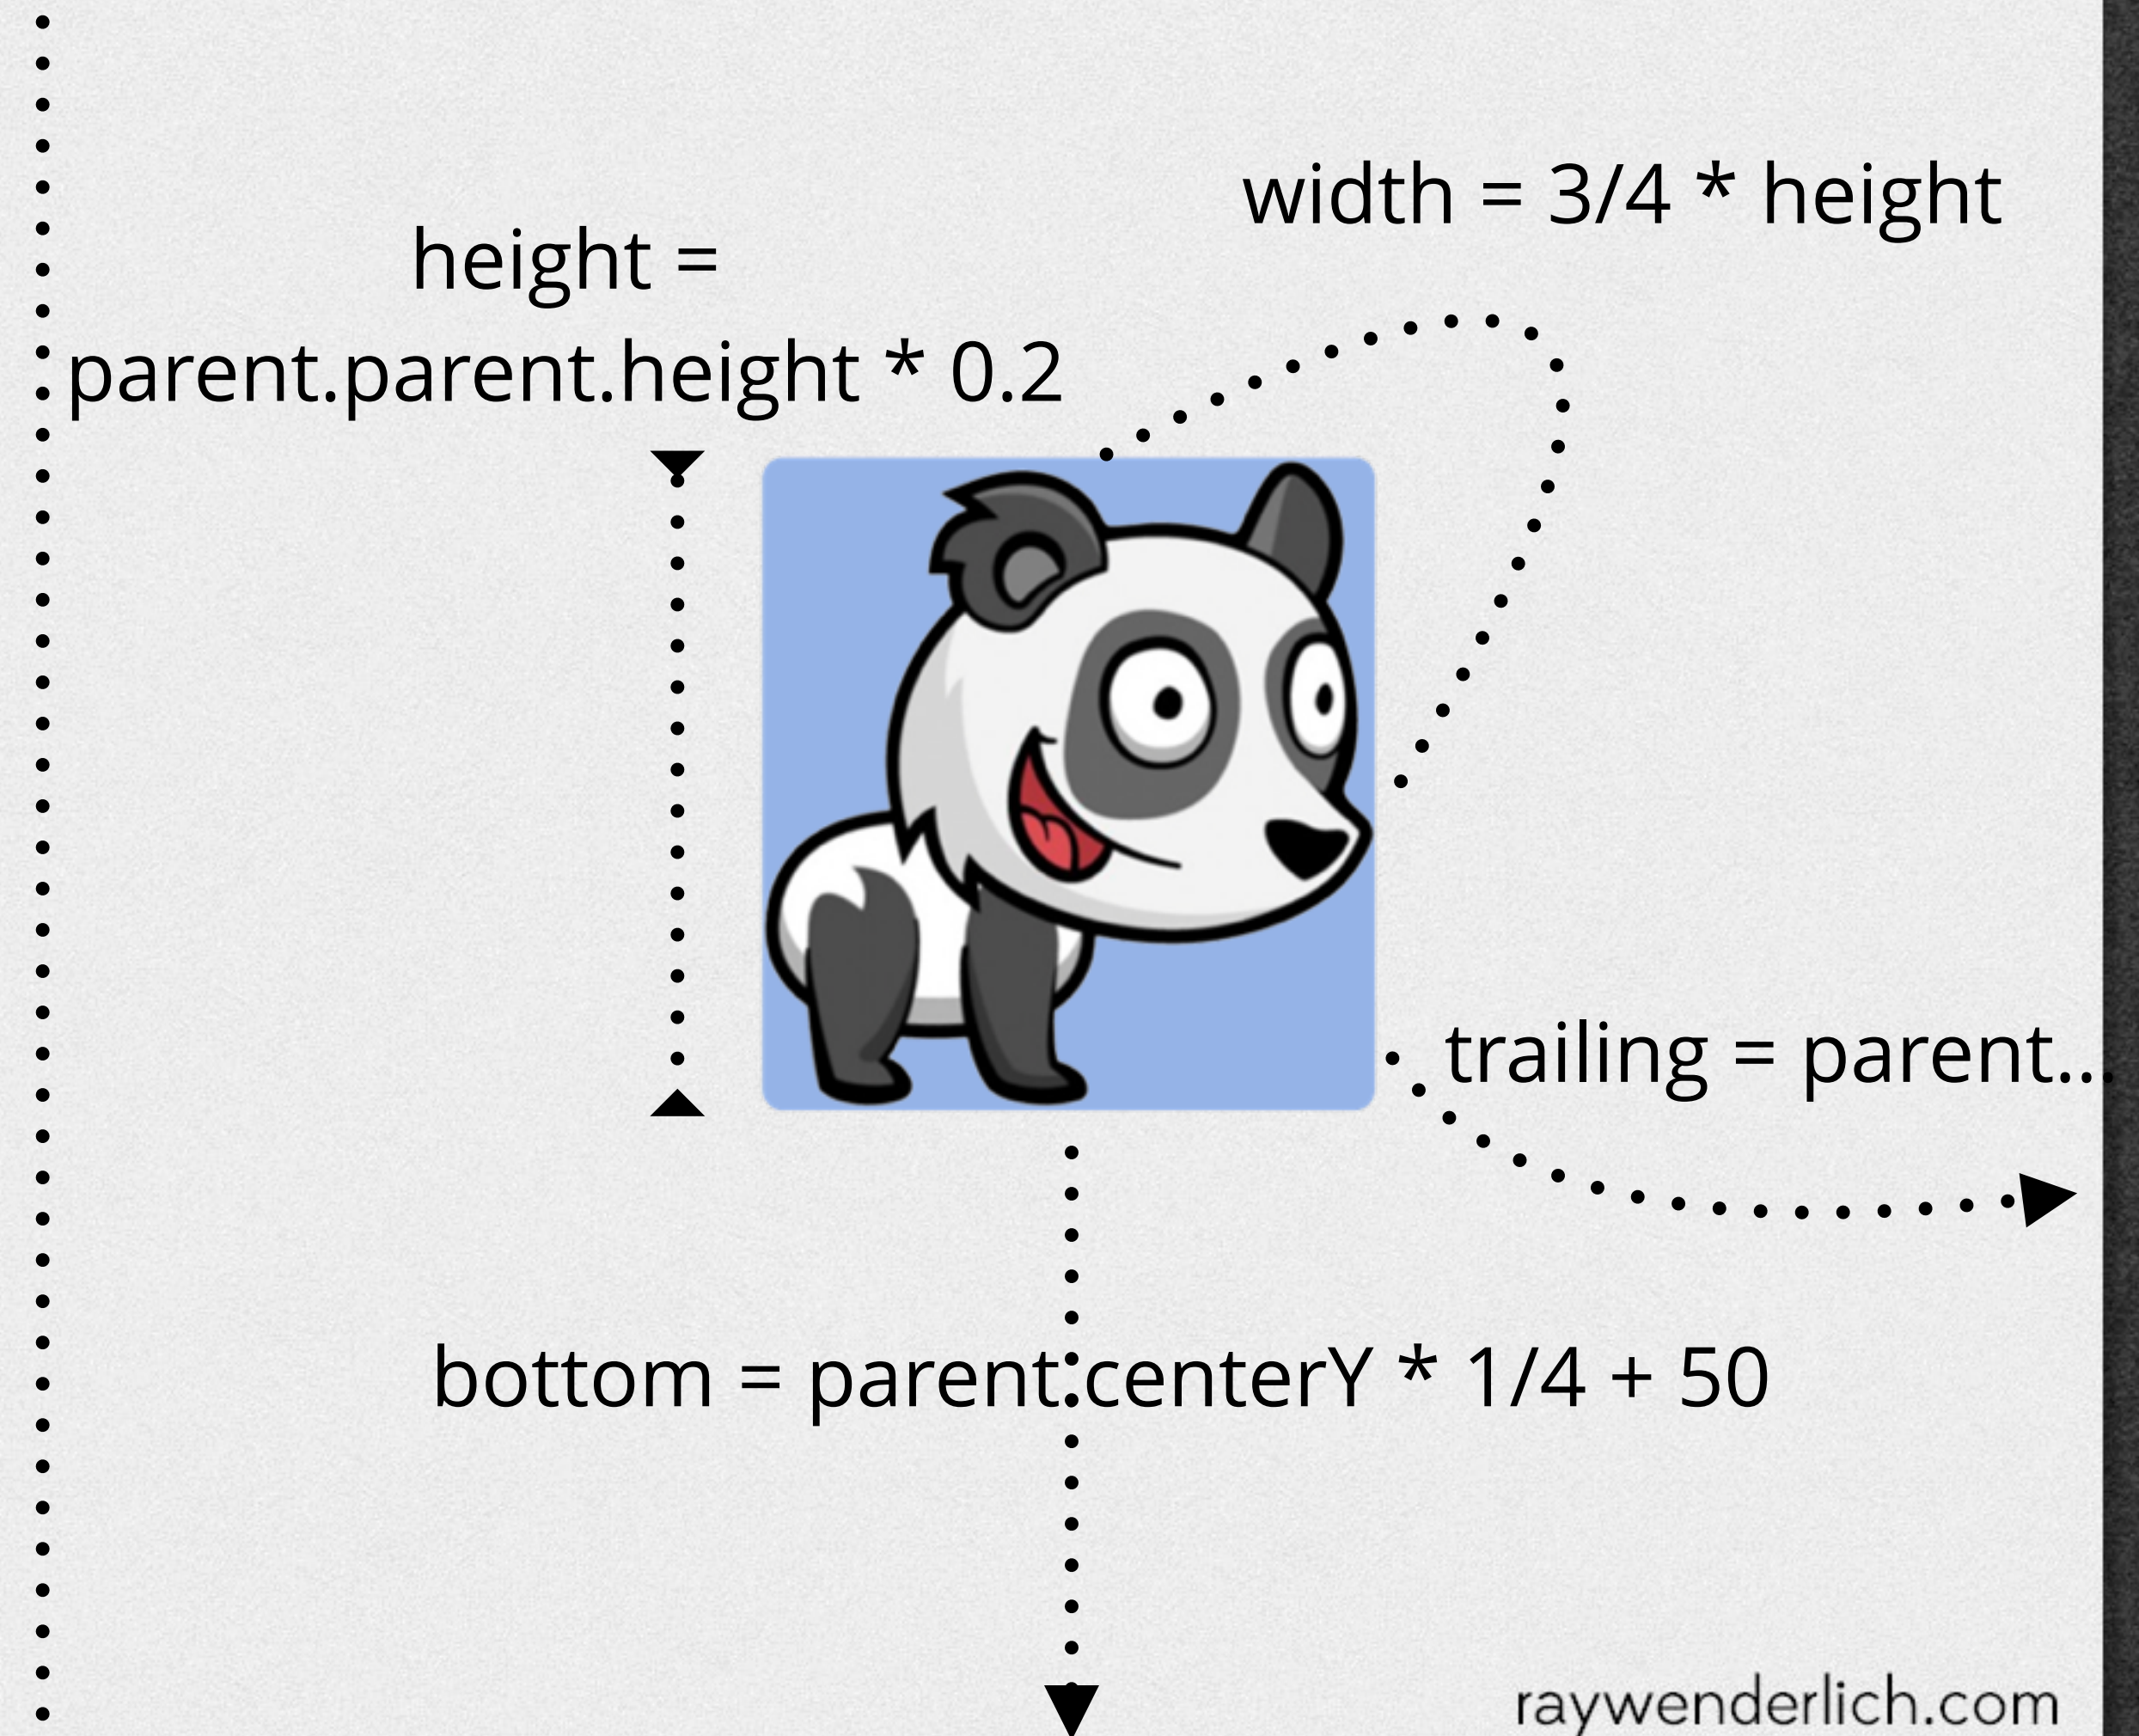 width = 3/4 * height
height =
parent.parent.height * 0.2
trailing = parent...
bottom = parent.centerY * 1/4 + 50
raywenderlich.com